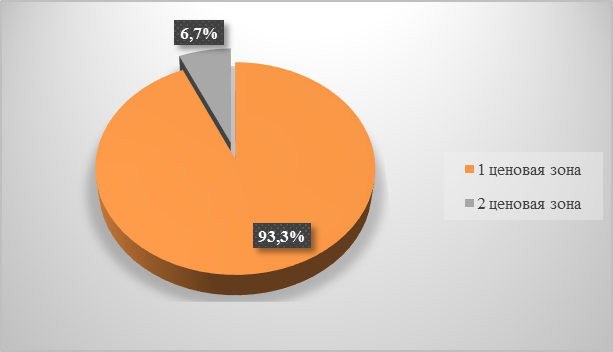 6,7%
93,3%
1 ценовая зона
2 ценовая зона